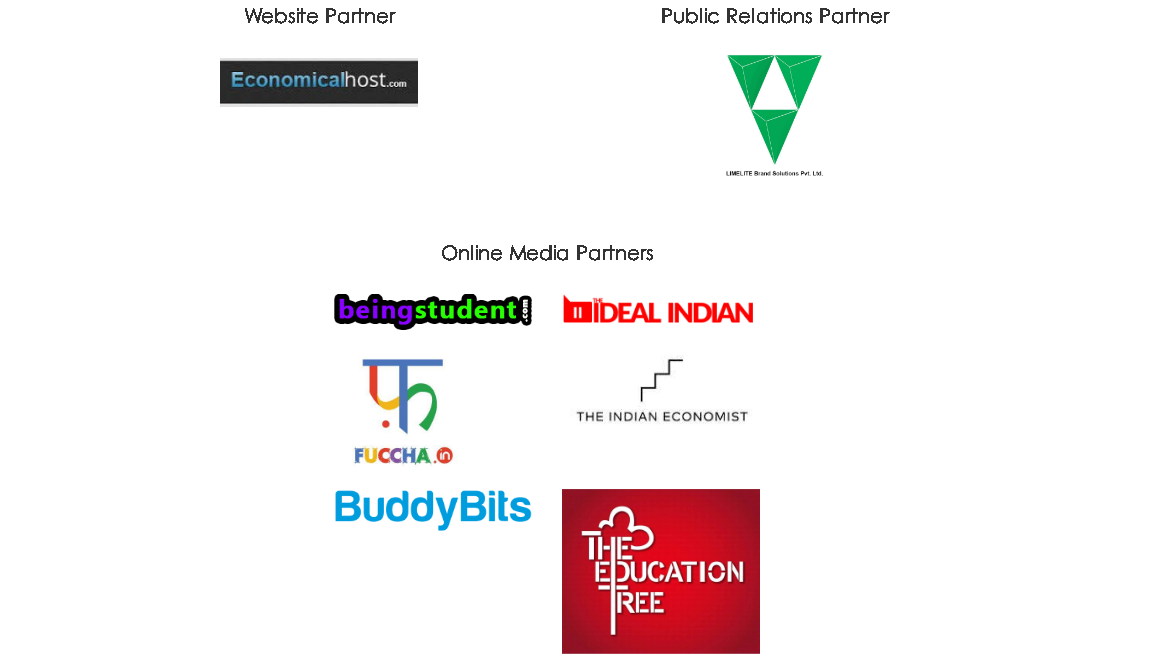 Website Partner
Public Relations Partner
Economicalhost.com
LIMELITE Brand Solutions Pvt. Ltd.
Online Media Partners
beingstudent.com
THE IDEAL INDIAN
फ़
FUCCHA.in
THE INDIAN ECONOMIST
BuddyBits
THE
EDUCATION
TREE